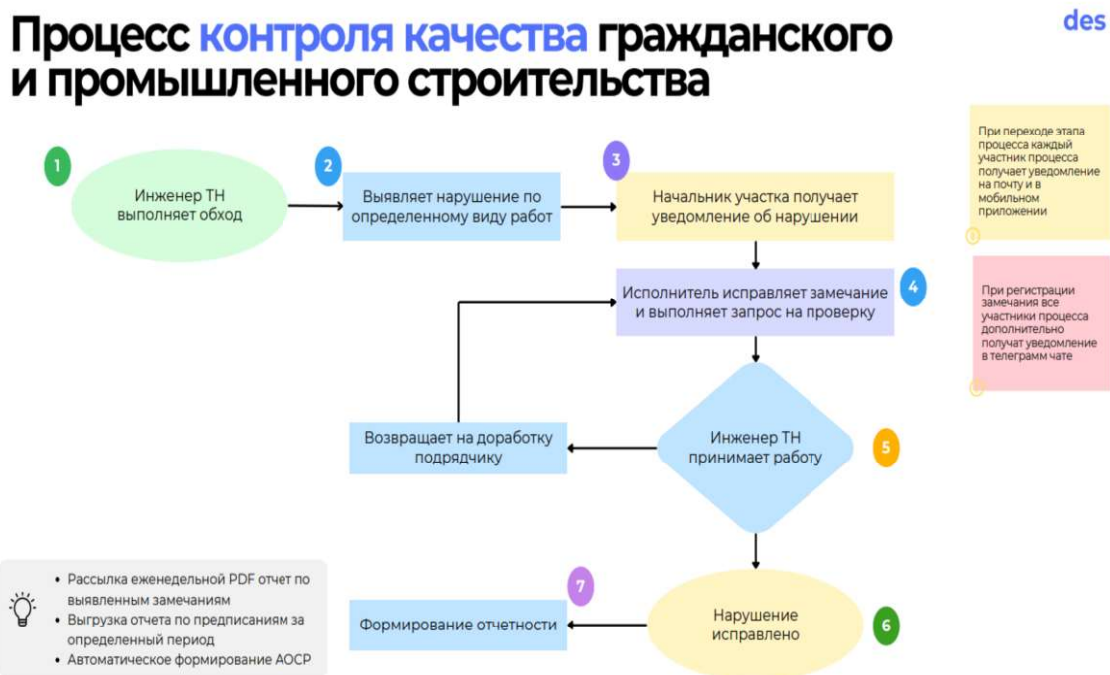 Процесс контроля качества гражданского
и промышленного строительства
des
1
Инженер ТН
выполняет обход
2
Выявляет нарушение по
определенному виду работ
3
Начальник участка получает
уведомление об нарушении
При переходе этапа
процесса каждый
участник процесса
получает уведомление
на почту и в
мобильном
приложении
Исполнитель исправляет замечание
и выполняет запрос на проверку
4
При регистрации
замечания все
участники процесса
дополнительно
получат уведомление
в телеграмм чате
Возвращает на доработку
подрядчику
Инженер ТН
принимает работу
5
• Рассылка еженедельной PDF отчет по
выявленным замечаниям
• Выгрузка отчета по предписаниям за
определенный период
• Автоматическое формирование АОСР
7
Формирование отчетности
Нарушение
исправлено
6